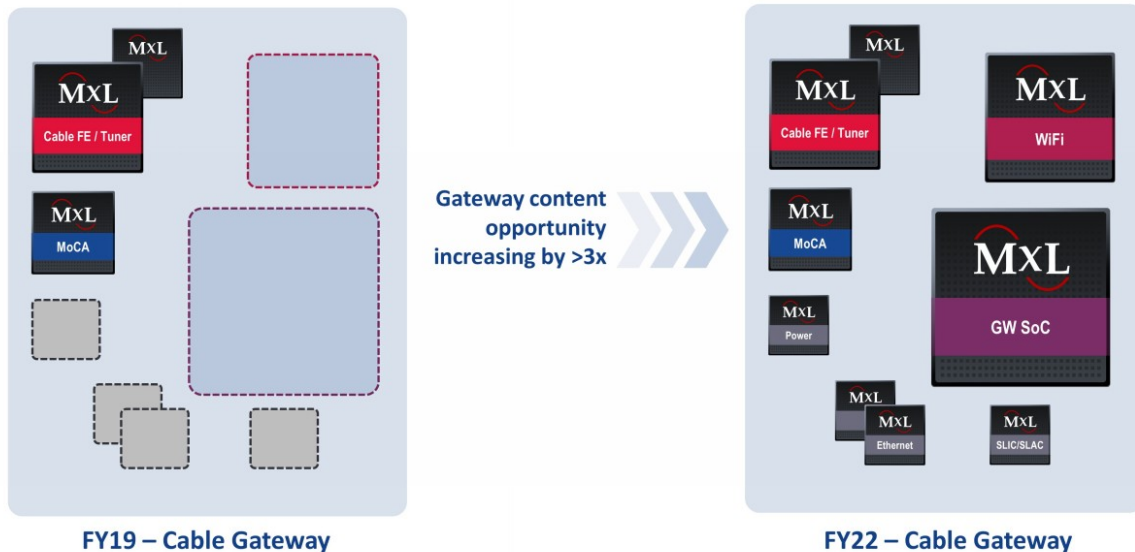 MXL
MXL
Cable FE / Tuner
MXL
MoCA
FY19 – Cable Gateway
Gateway content
opportunity
increasing by >3x
MXL
MXL
Cable FE / Tuner
MXL
WiFi
MXL
MoCA
MXL
GW SoC
MXL
Power
MXL
MXL
Ethernet
MXL
SLIC/SLAC
FY22 – Cable Gateway